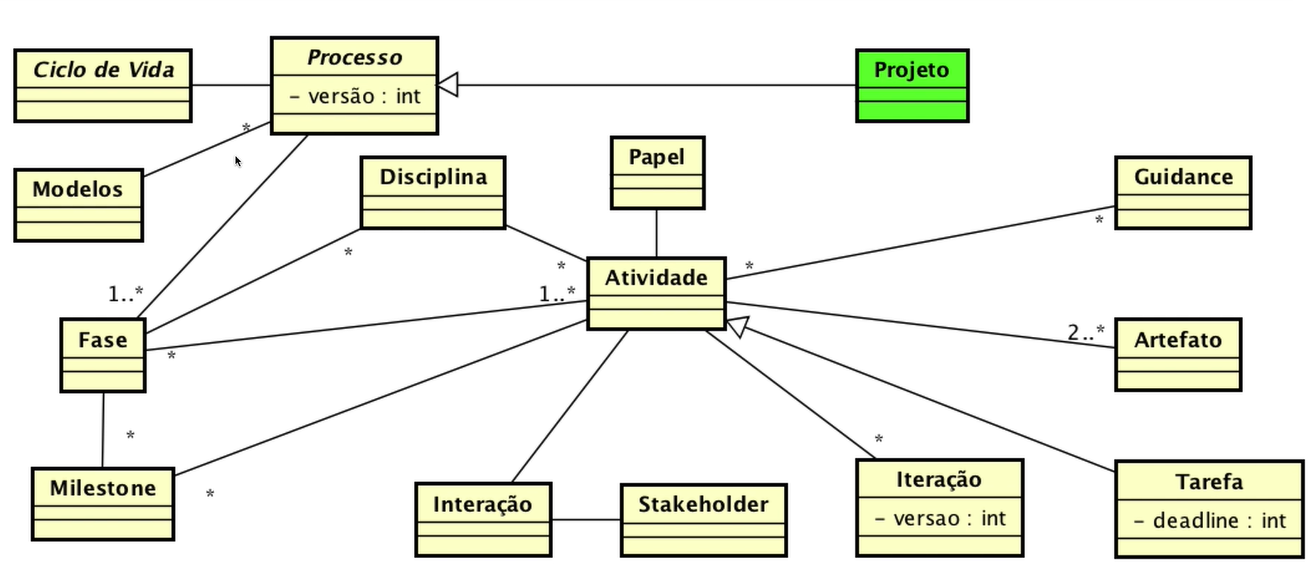 Ciclo de Vida
Processo
- versão : int
Projeto
*
Modelos
Disciplina
Papel
Guidance
*
*
*
*
Atividade
1..*
1..*
Fase
*
2..*
Artefato
*
*
Milestone
*
Interação
Stakeholder
Iteração
- versao : int
Tarefa
- deadline : int